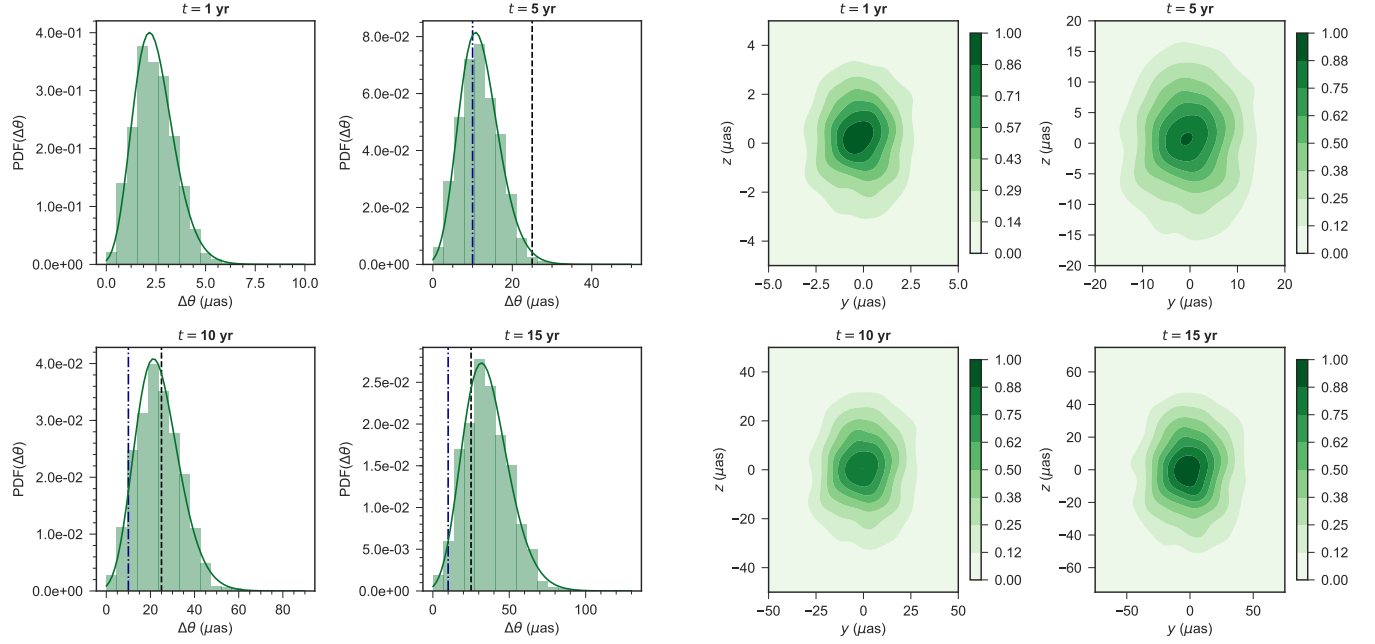 t = 1 yr
4.0e-01
3.0e-01
2.0e-01
1.0e-01
0.0e+00
PDF(Δθ)
0.0 2.5 5.0 7.5 10.0
Δθ (μas)
t = 5 yr
8.0e-02
6.0e-02
4.0e-02
2.0e-02
0.0e+00
PDF(Δθ)
0 20 40
Δθ (μas)
t = 1 yr
4
2
0
−2
−4
z (μas)
−5.0 −2.5 0.0 2.5 5.0
y (μas)
1.00
0.86
0.71
0.57
0.43
0.29
0.14
0.00
t = 5 yr
20
15
10
5
0
−5
−10
−15
−20
z (μas)
−20 −10 0 10 20
y (μas)
1.00
0.88
0.75
0.62
0.50
0.38
0.25
0.12
0.00
t = 10 yr
4.0e-02
3.0e-02
2.0e-02
1.0e-02
0.0e+00
PDF(Δθ)
0 20 40 60 80
Δθ (μas)
t = 15 yr
2.5e-02
2.0e-02
1.5e-02
1.0e-02
5.0e-03
0.0e+00
PDF(Δθ)
0 50 100
Δθ (μas)
t = 10 yr
40
20
0
−20
−40
z (μas)
−50 −25 0 25 50
y (μas)
1.00
0.88
0.75
0.62
0.50
0.38
0.25
0.12
0.00
t = 15 yr
60
40
20
0
−20
−40
−60
z (μas)
−50 0 50
y (μas)
1.00
0.88
0.75
0.62
0.50
0.38
0.25
0.12
0.00